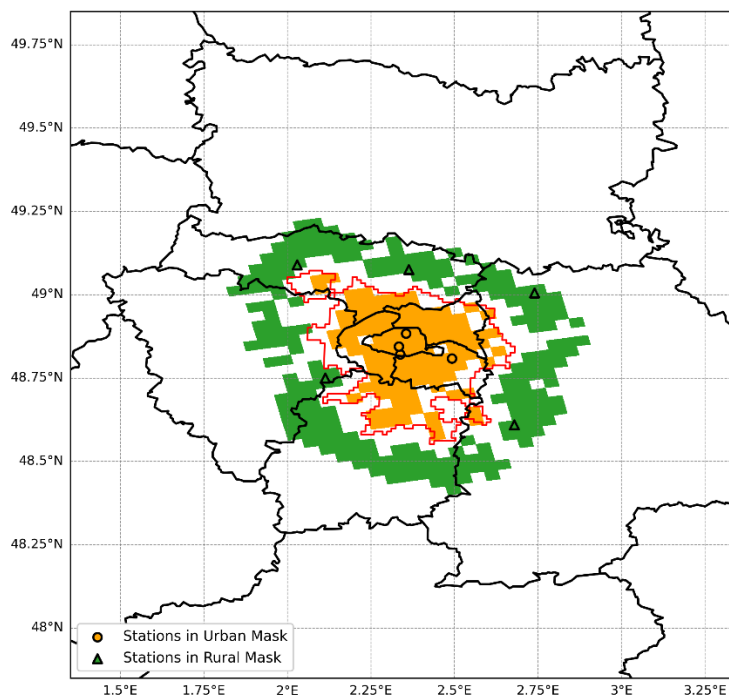 49.75°N
49.5°N
49.25°N
49°N
48.75°N
48.5°N
48.25°N
48°N
Stations in Urban Mask
Stations in Rural Mask
1.5°E 1.75°E 2°E 2.25°E 2.5°E 2.75°E 3°E 3.25°E